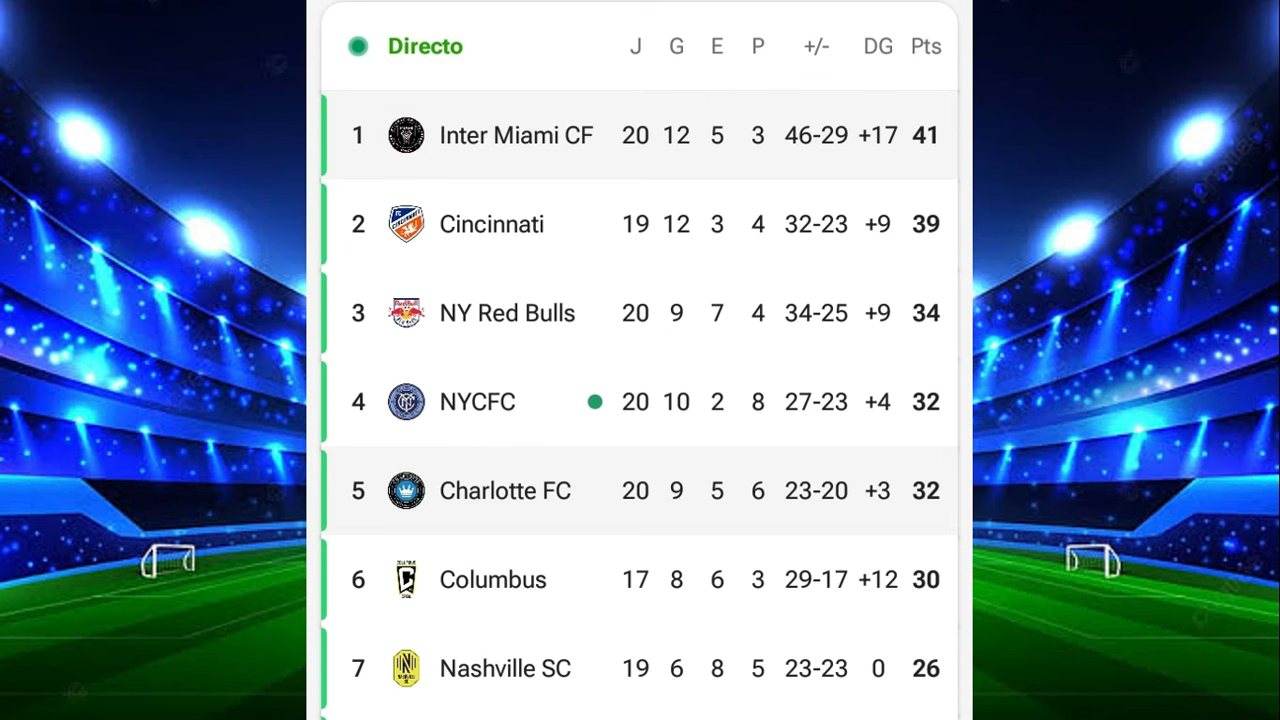 Directo J G E P +/- DG Pts
1 Inter Miami CF 20 12 5 3 46-29 +17 41
2 Cincinnati 19 12 3 4 32-23 +9 39
3 NY Red Bulls 20 9 7 4 34-25 +9 34
4 NYCFC 20 10 2 8 27-23 +4 32
5 Charlotte FC 20 9 5 6 23-20 +3 32
6 Columbus 17 8 6 3 29-17 +12 30
7 Nashville SC 19 6 8 5 23-23 0 26